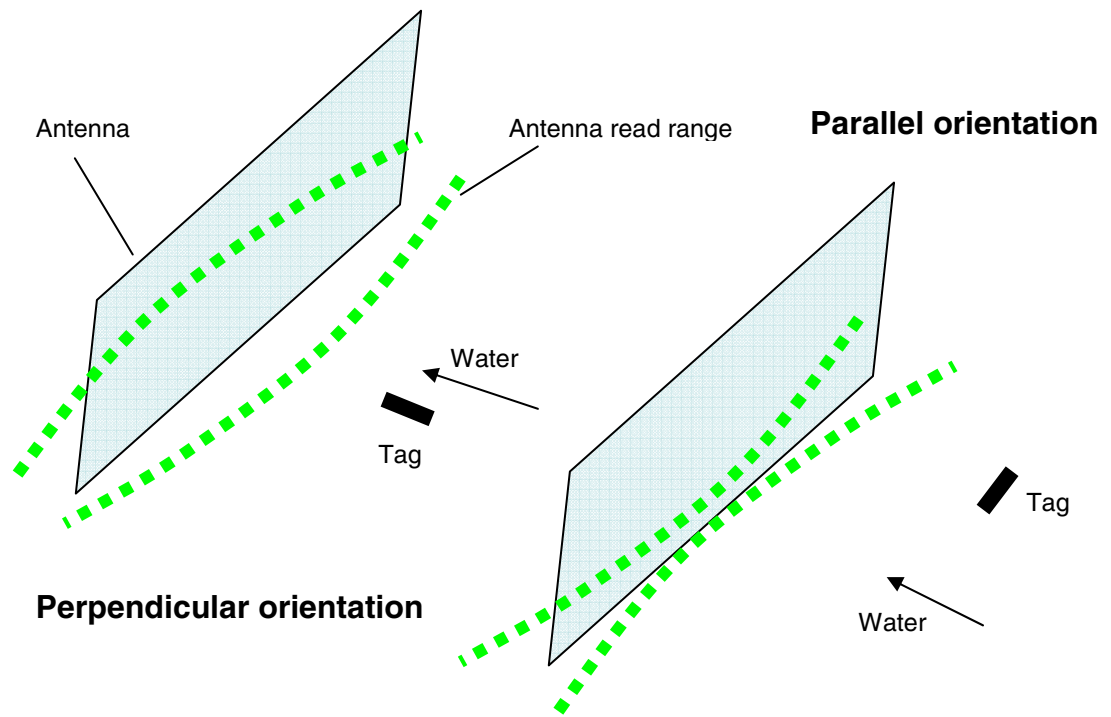 Antenna
Antenna read range
Parallel orientation
Water
Tag
Tag
Perpendicular orientation
Water